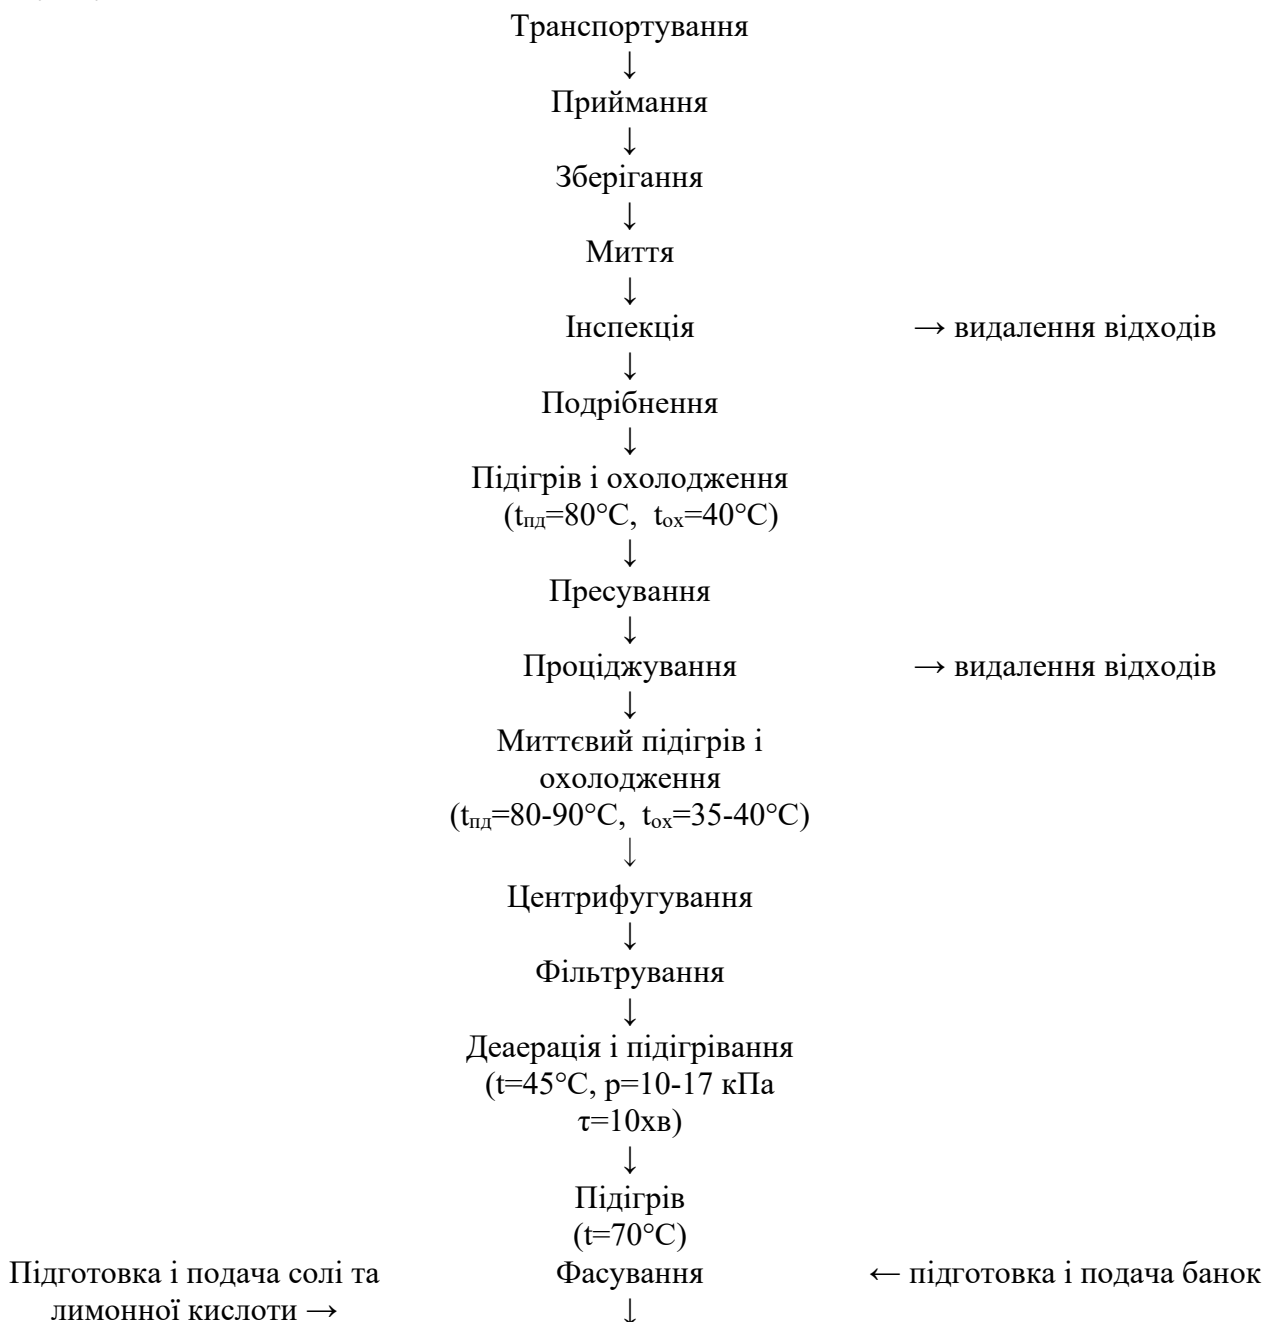 Транспортування
↓
Приймання
↓
Зберігання
↓
Миття
↓
Інспекція → видалення відходів
↓
Подрібнення
↓
Підігрів і охолодження
(tпд=80°С, tох=40°С)
↓
Пресування
↓
Проціджування → видалення відходів
↓
Миттєвий підігрів і
охолодження
(tпд=80-90°С, tох=35-40°С)
↓
Центрифугування
↓
Фільтрування
↓
Деаерація і підігрівання
(t=45°С, р=10-17 кПа
τ=10хв)
↓
Підігрів
(t=70°С)
Підготовка і подача солі та Фасування ← підготовка і подача банок
лимонної кислоти → ↓